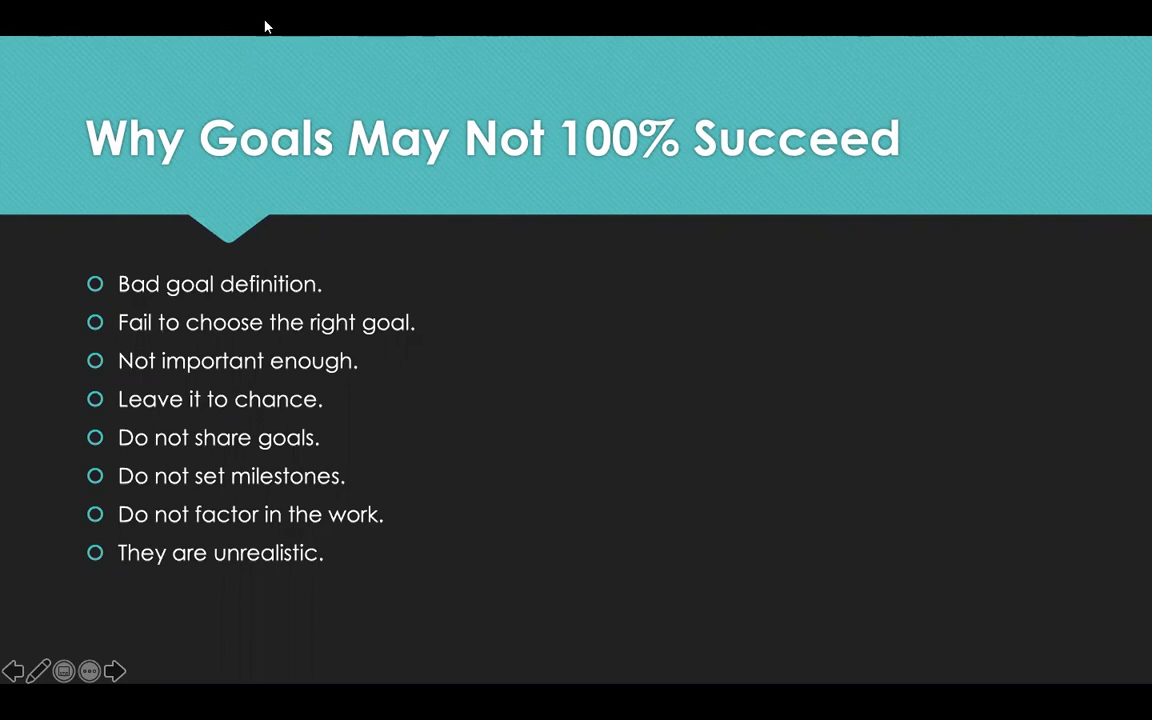 Why Goals May Not 100% Succeed
Bad goal definition.
Fail to choose the right goal.
Not important enough.
Leave it to chance.
Do not share goals.
Do not set milestones.
Do not factor in the work.
They are unrealistic.